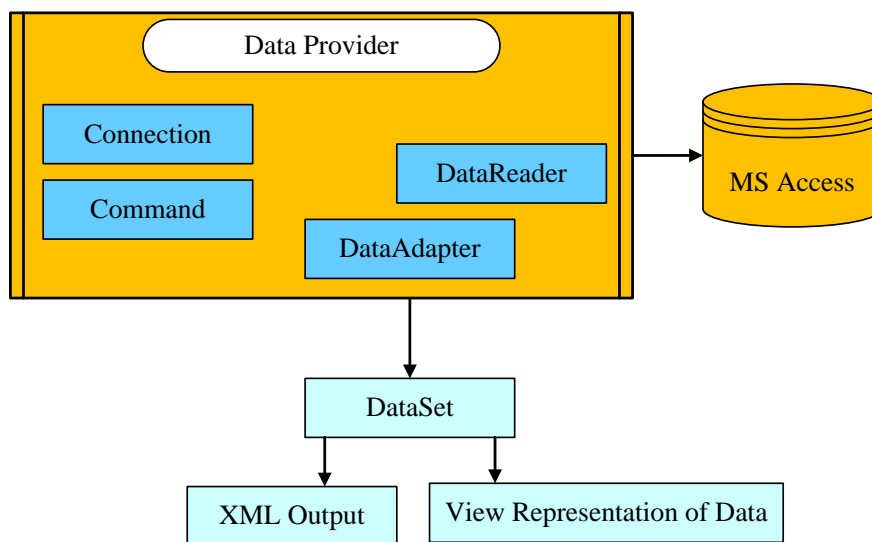 Data Provider
Connection
DataReader
MS Access
Command
DataAdapter
DataSet
XML Output
View Representation of Data